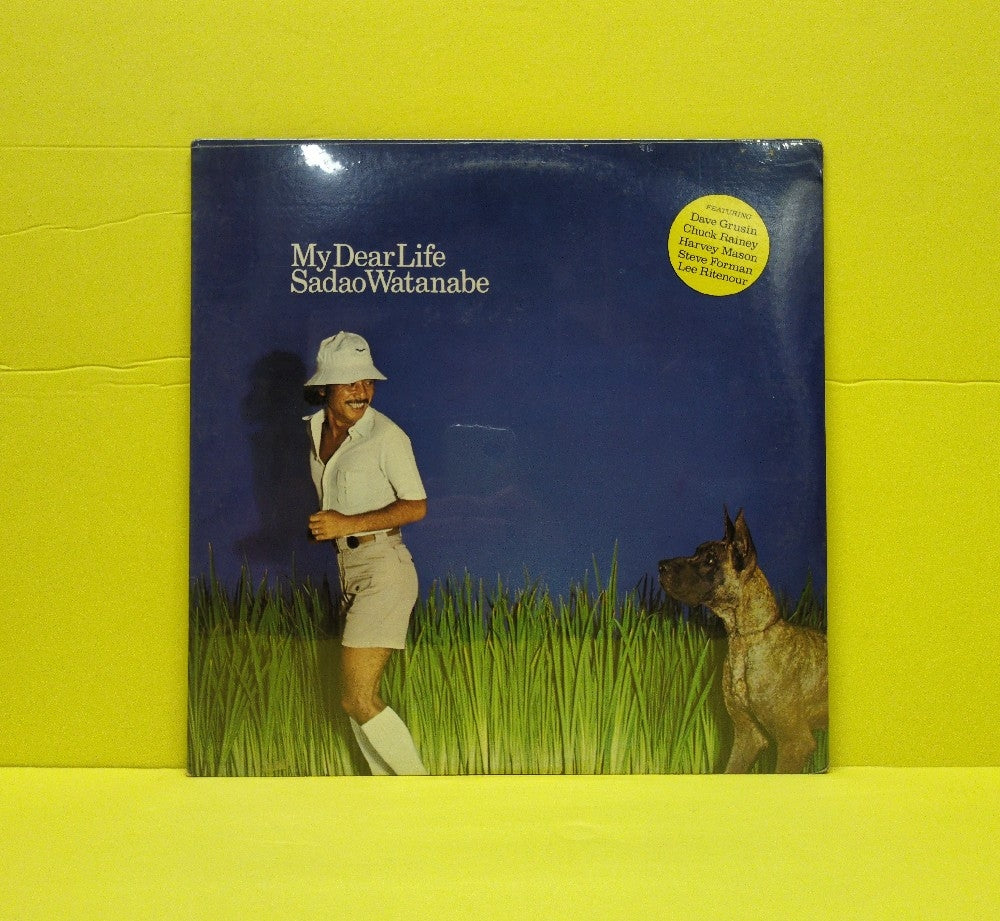 My Dear Life
Sadao Watanabe
FEATURING
Dave Grusin
Chuck Rainey
Harvey Mason
Steve Forman
Lee Ritenour